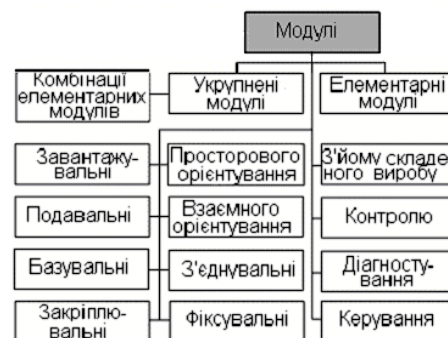 Модулі
Комбінації
елементарних
модулів
Укрупнені
модулі
Елементарні
модулі
Завантажу-
вальні
Просторового
орієнтування
З'йому складе
ного виробу
Подавальні
Взаємного
орієнтування
Контролю
Базувальні
З'єднувальні
Діагносту-
вання
Закріплю-
вальні
Фіксувальні
Керування